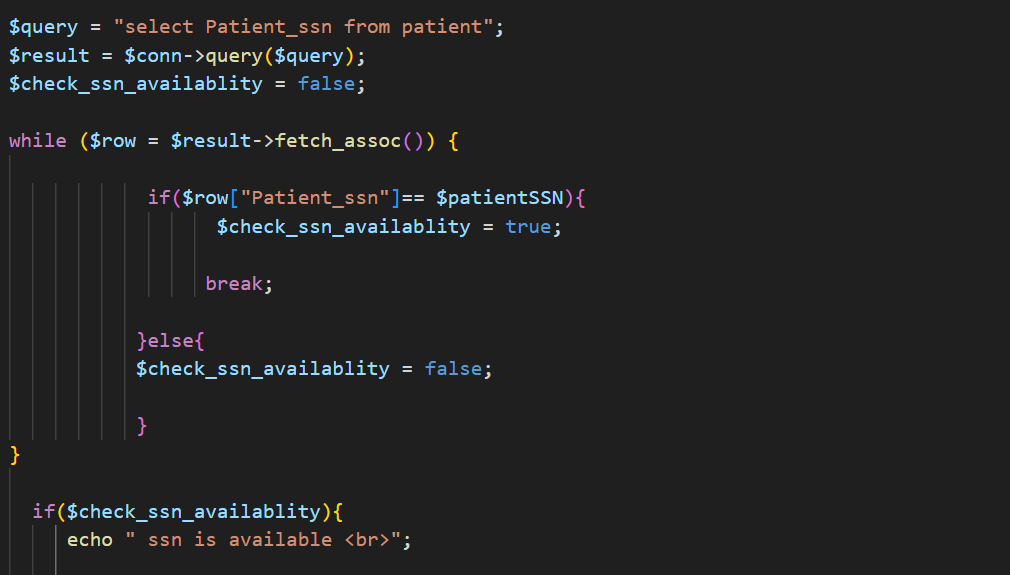 $query = "select Patient_ssn from patient";
$result = $conn->query($query);
$check_ssn_availablity = false;
while ($row = $result->fetch_assoc()) {
if($row["Patient_ssn"]== $patientSSN){
$check_ssn_availablity = true;
break;
}else{
$check_ssn_availablity = false;
}
}
if($check_ssn_availablity){
echo " ssn is available <br>";